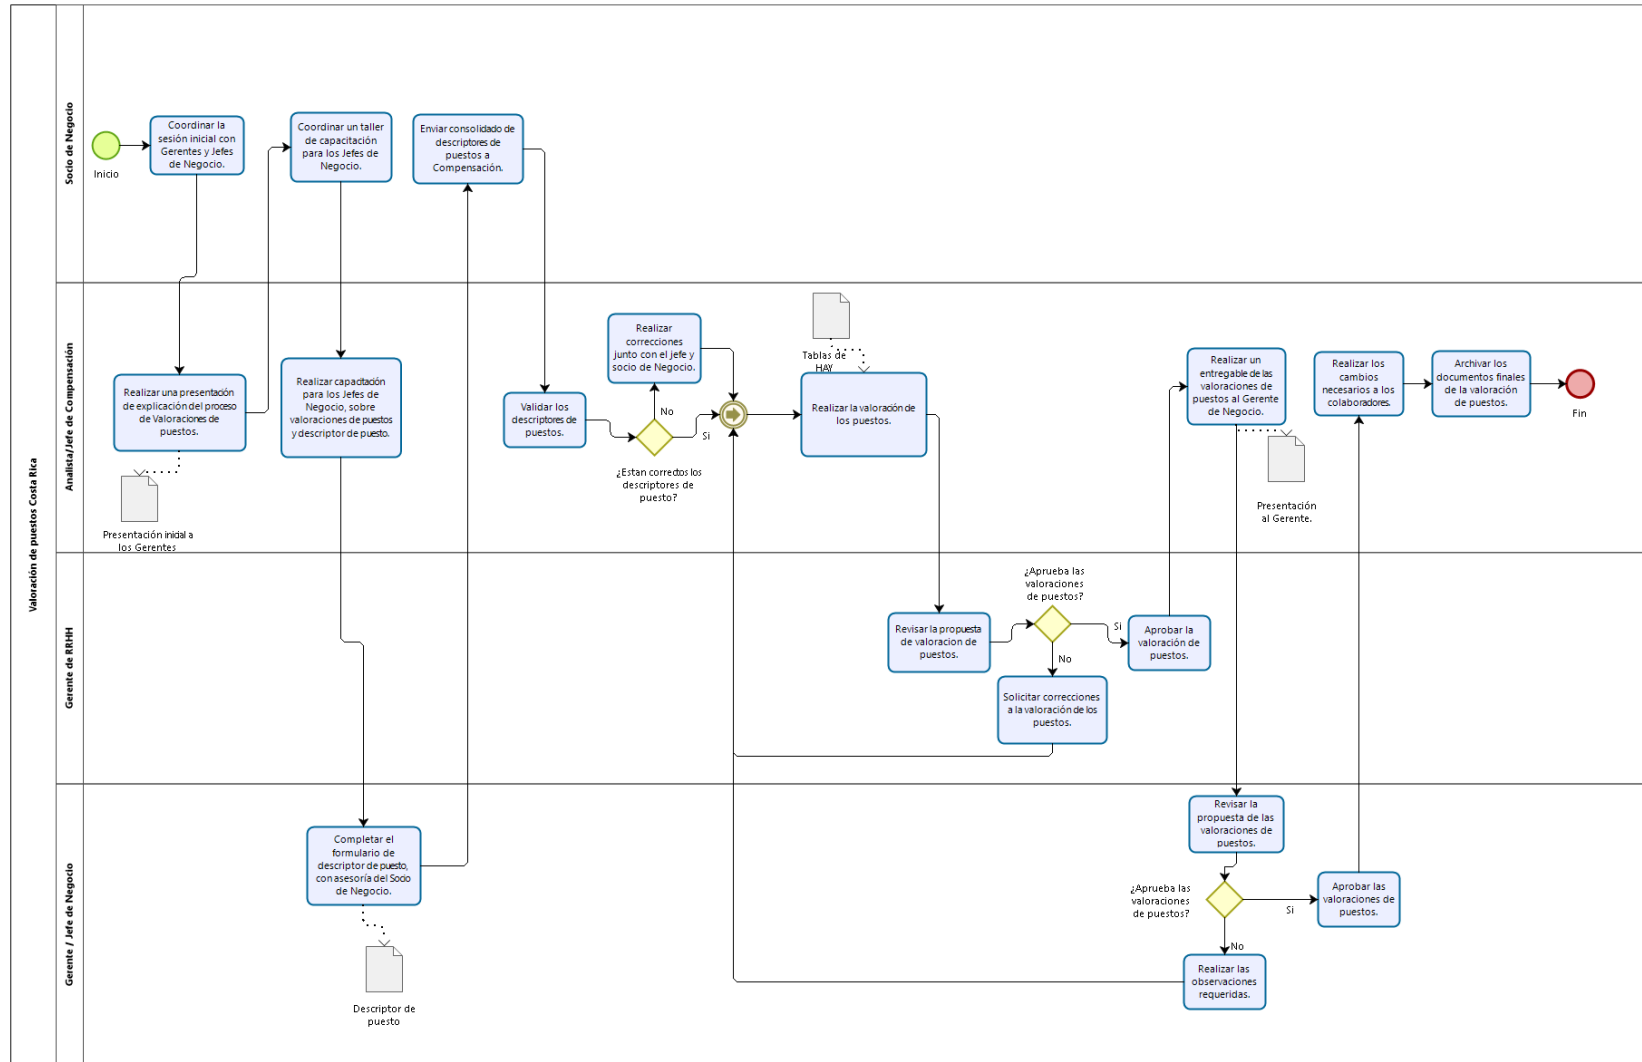 Valoración de puestos Costa Rica
Socio de Negocio
Inicio
Coordinar la
sesión inicial con
Gerentes y Jefes
de Negocio.
Coordinar un taller
de capacitación
para los Jefes de
Negocio.
Enviar consolidado de
descriptores de
puestos a
Compensación.
Analista/Jefe de Compensación
Realizar una presentación
de explicación del proceso
de Valoraciones de
puestos.
Presentación inicial a
los Gerentes
Realizar capacitación
para los Jefes de
Negocio, sobre
valoraciones de puestos
y descriptor de puesto.
Validar los
descriptores de
puestos.
Realizar
correcciones
junto con el jefe y
socio de Negocio.
No
Si
¿Estan correctos los
descriptores de
puesto?
Tablas de
HAY
Realizar la valoración de
los puestos.
Realizar un
entregable de las
valoraciones de
puestos al Gerente
de Negocio.
Presentación
al Gerente.
Realizar los
cambios
necesarios a los
colaboradores.
Archivar los
documentos finales
de la valoración de
puestos.
Fin
Gerente de RRHH
Revisar la propuesta
de valoracion de
puestos.
¿Aprueba las
valoraciones
de puestos?
Si
No
Aprobar la
valoración de
puestos.
Solicitar correcciones
a la valoración de los
puestos.
Gerente / Jefe de Negocio
Completar el
formulario de
descriptor de puesto,
con asesoría del Socio
de Negocio.
Descriptor de
puesto
Revisar la
propuesta de las
valoraciones de
puestos.
¿Aprueba las
valoraciones
de puestos?
Si
No
Aprobar las
valoraciones de
puestos.
Realizar las
observaciones
requeridas.